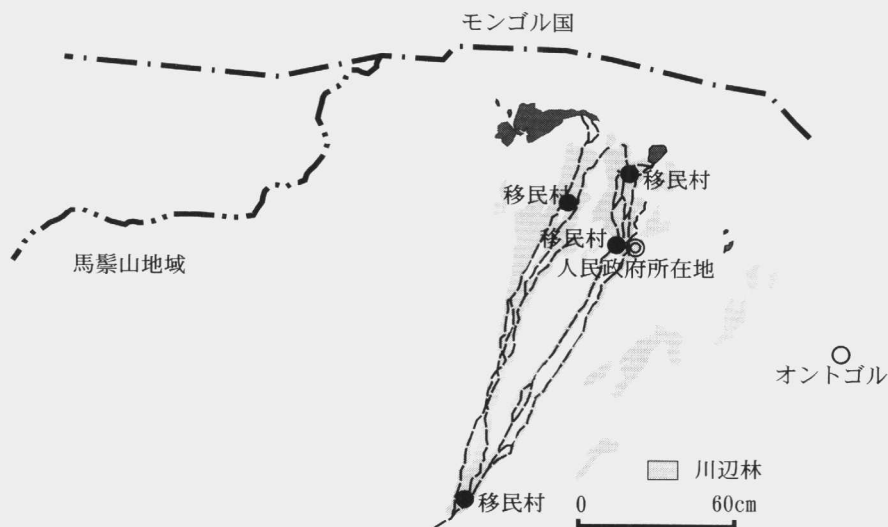 モンゴル国
移民村
移民村
移民村
人民政府所在地
馬鬃山地域
オントゴル
川辺林
移民村
0 60cm